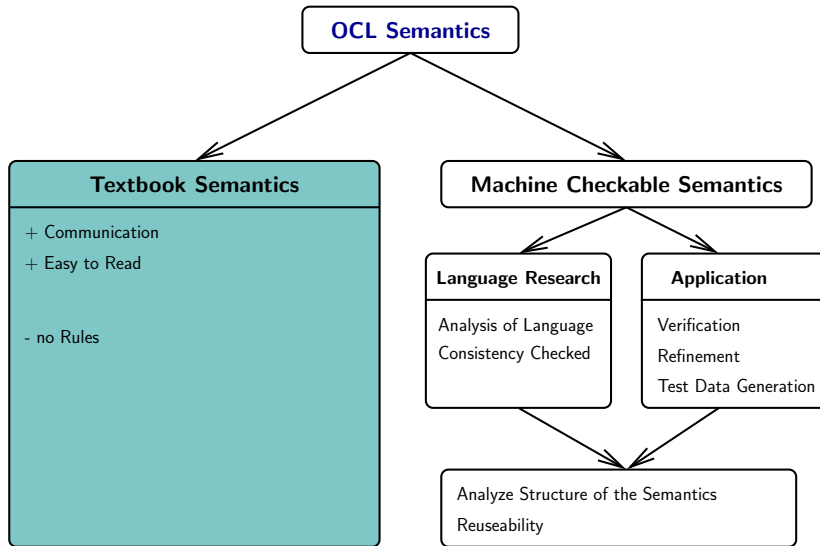 OCL Semantics
Textbook Semantics
+ Communication
+ Easy to Read
- no Rules
Machine Checkable Semantics
Language Research
Analysis of Language
Consistency Checked
Application
Verification
Refinement
Test Data Generation
Analyze Structure of the Semantics
Reuseability